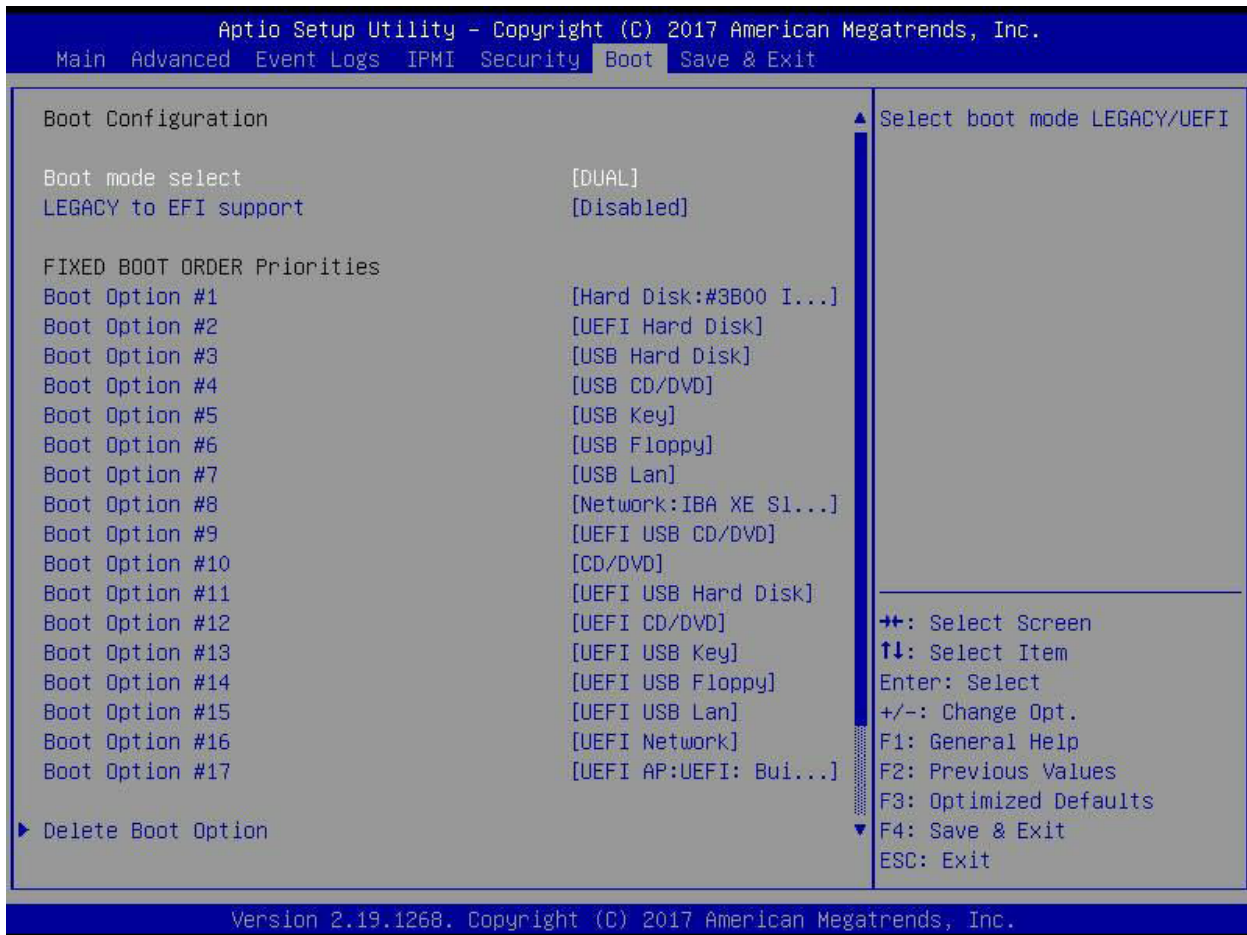 Aptio Setup Utility – Copyright (C) 2017 American Megatrends, Inc.
Main Advanced Event Logs IPMI Security Boot Save & Exit
Boot Configuration
Boot mode select [DUAL]
LEGACY to EFI support [Disabled]
FIXED BOOT ORDER Priorities
Boot Option #1 [Hard Disk:#3B00 I...]
Boot Option #2 [UEFI Hard Disk]
Boot Option #3 [USB Hard Disk]
Boot Option #4 [USB CD/DVD]
Boot Option #5 [USB Key]
Boot Option #6 [USB Floppy]
Boot Option #7 [USB Lan]
Boot Option #8 [Network:IBA XE Sl...]
Boot Option #9 [UEFI USB CD/DVD]
Boot Option #10 [CD/DVD]
Boot Option #11 [UEFI USB Hard Disk]
Boot Option #12 [UEFI CD/DVD]
Boot Option #13 [UEFI USB Key]
Boot Option #14 [UEFI USB Floppy]
Boot Option #15 [UEFI USB Lan]
Boot Option #16 [UEFI Network]
Boot Option #17 [UEFI AP:UEFI: Bui...]
Delete Boot Option
Select boot mode LEGACY/UEFI
→←: Select Screen
↑↓: Select Item
Enter: Select
+/-: Change Opt.
F1: General Help
F2: Previous Values
F3: Optimized Defaults
F4: Save & Exit
ESC: Exit
Version 2.19.1268. Copyright (C) 2017 American Megatrends, Inc.